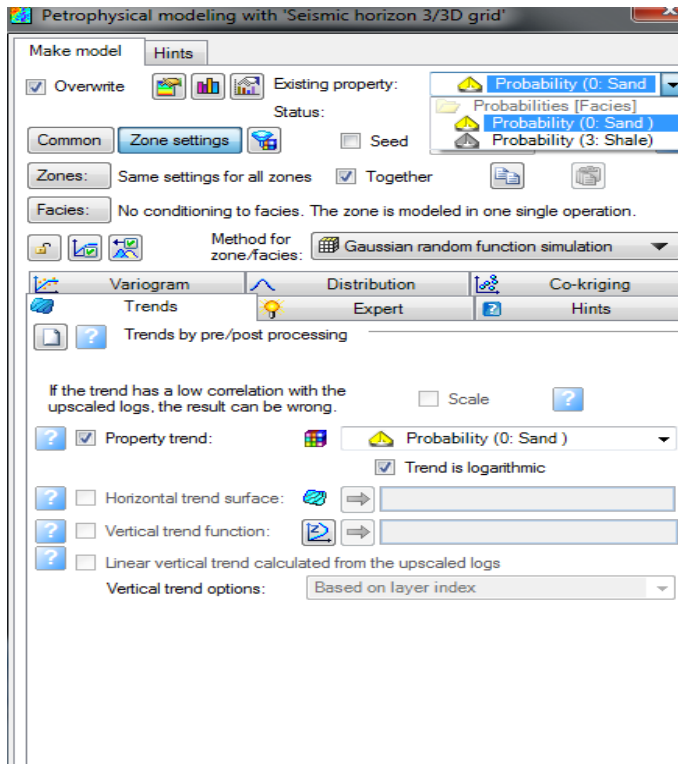 Petrophysical modeling with 'Seismic horizon 3/3D grid'
Make model Hints
Overwrite Existing property: Probability (0: Sand
Status: Probabilities [Facies]
Probability (0: Sand )
Common Zone settings Seed Probability (3: Shale)
Zones: Same settings for all zones Together
Facies: No conditioning to facies. The zone is modeled in one single operation.
Method for
zone/facies: Gaussian random function simulation
Variogram Distribution Co-kriging
Trends Expert Hints
Trends by pre/post processing
If the trend has a low correlation with the
upscaled logs, the result can be wrong. Scale
Property trend: Probability (0: Sand )
Trend is logarithmic
Horizontal trend surface:
Vertical trend function:
Linear vertical trend calculated from the upscaled logs
Vertical trend options: Based on layer index